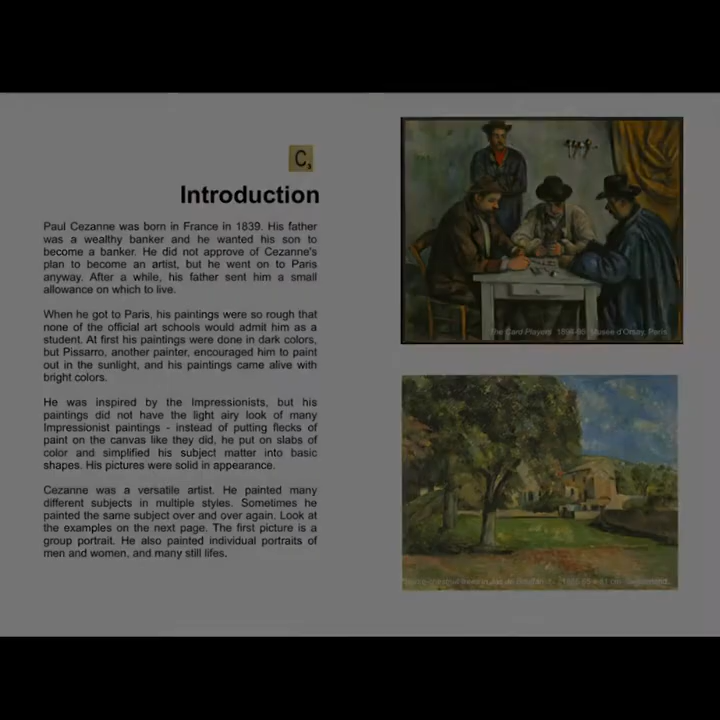 C3
Introduction
Paul Cezanne was born in France in 1839. His father
was a wealthy banker and he wanted his son to
become a banker. He did not approve of Cezanne's
plan to become an artist, but he went on to Paris
anyway. After a while, his father sent him a small
allowance on which to live.
When he got to Paris, his paintings were so rough that
none of the official art schools would admit him as a
student. At first his paintings were done in dark colors,
but Pissarro, another painter, encouraged him to paint
out in the sunlight, and his paintings came alive with
bright colors.
He was inspired by the Impressionists, but his
paintings did not have the light airy look of many
Impressionist paintings - instead of putting flecks of
paint on the canvas like they did, he put on slabs of
color and simplified his subject matter into basic
shapes. His pictures were solid in appearance.
Cezanne was a versatile artist. He painted many
different subjects in multiple styles. Sometimes he
painted the same subject over and over again. Look at
the examples on the next page. The first picture is a
group portrait. He also painted individual portraits of
men and women, and many still lifes.
The Card Players Musée d'Orsay, Paris